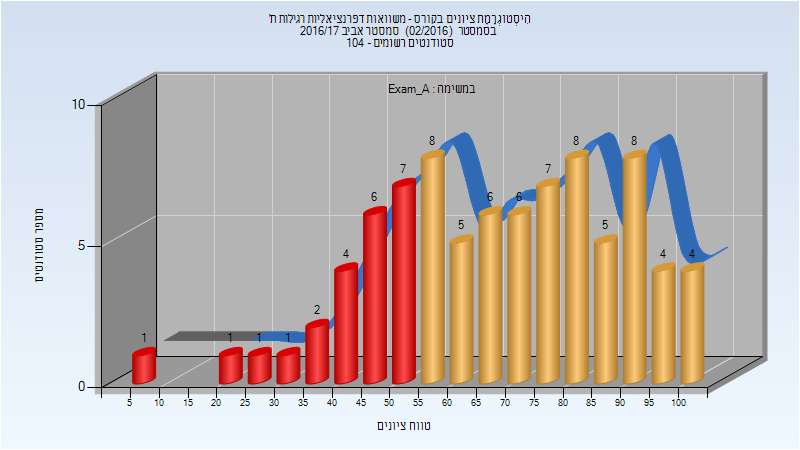 הִיסְטוֹגְרָמַת ציונים בקורס - משוואות דפרנציאליות רגילות ח'
בסמסטר  (02/2016)  סמסטר אביב 2016/17
סטודנטים רשומים - 104
במשימה : Exam_A
מספר סטודנטים
10
5
0
1 1 1 1 2 4 6 7 8 5 6 6 7 8 5 8 4 4
5 15 20 25 30 35 40 45 50 55 60 65 70 75 80 85 90 95 100
טווח ציונים